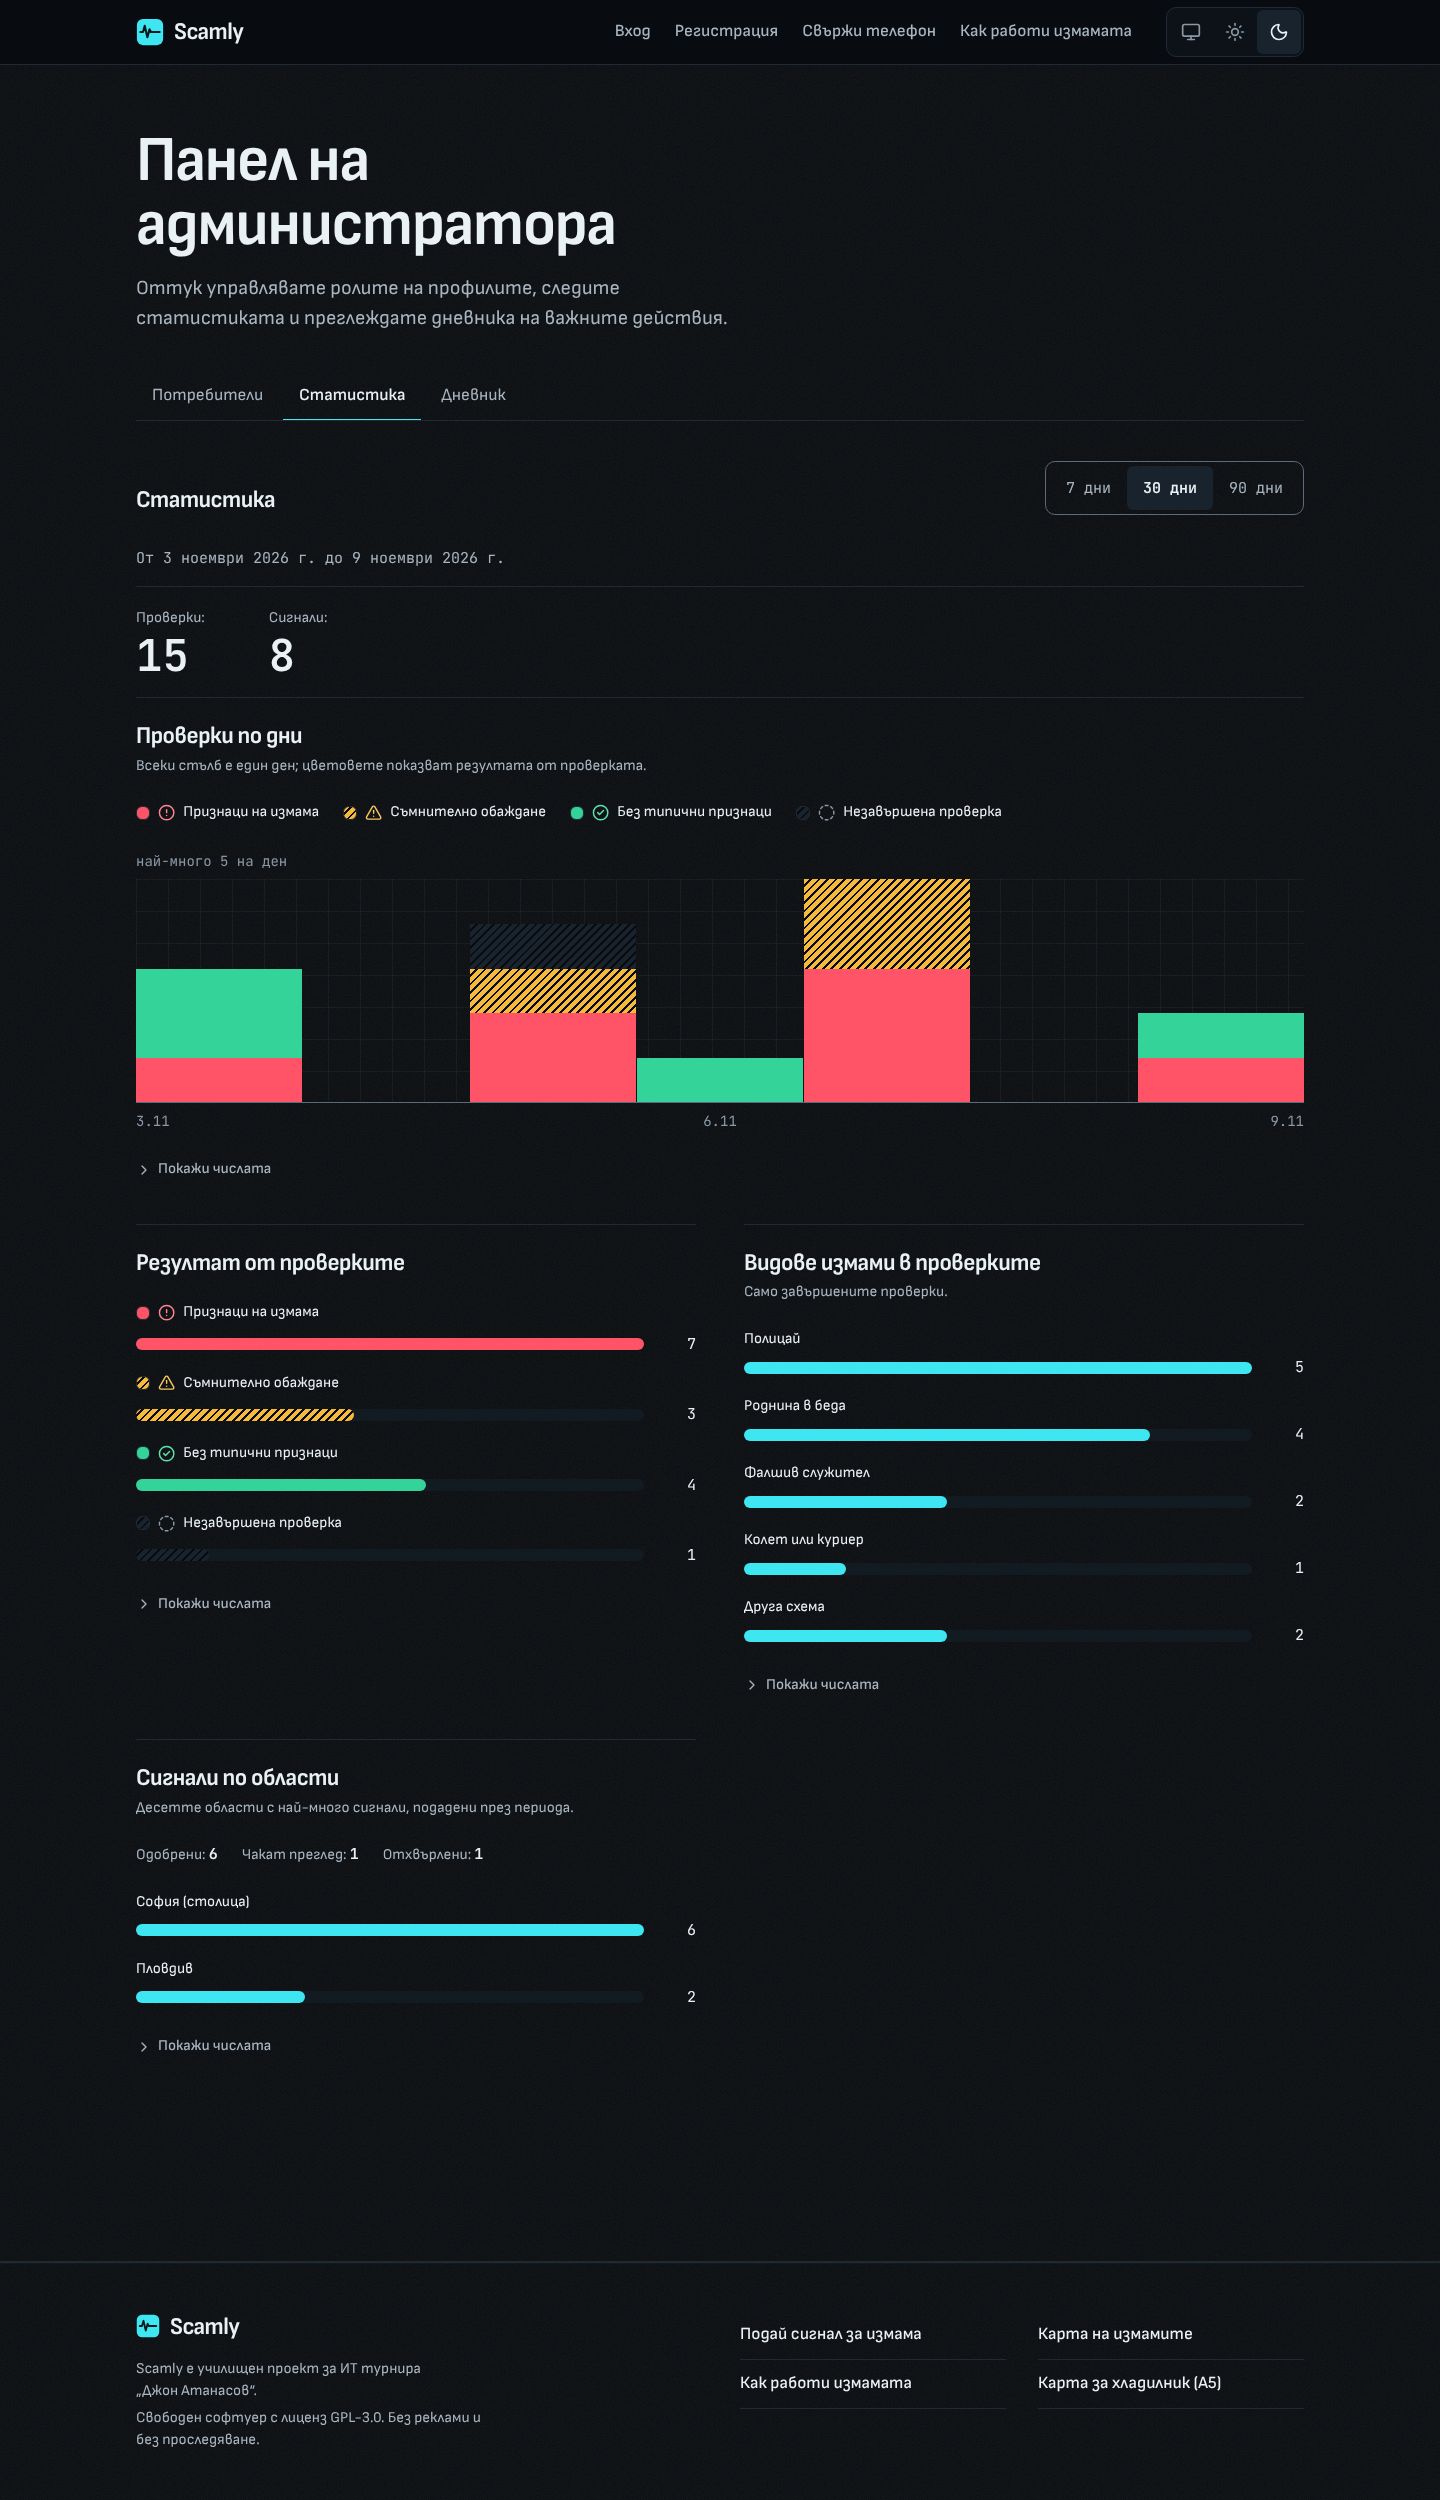 Scamly
Вход
Регистрация
Свържи телефон
Как работи измамата
Панел на
администратора
Оттук управлявате ролите на профилите, следите
статистиката и преглеждате дневника на важните действия.
Потребители
Статистика
Дневник
Статистика
7 дни
30 дни
90 дни
От 3 ноември 2026 г. до 9 ноември 2026 г.
Проверки:
15
Сигнали:
8
Проверки по дни
Всеки стълб е един ден; цветовете показват резултата от проверката.
Признаци на измама
Съмнително обаждане
Без типични признаци
Незавършена проверка
най-много 5 на ден
3.11
6.11
9.11
Покажи числата
Резултат от проверките
Признаци на измама
7
Съмнително обаждане
3
Без типични признаци
4
Незавършена проверка
1
Покажи числата
Видове измами в проверките
Само завършените проверки.
Полицай
5
Роднина в беда
4
Фалшив служител
2
Колет или куриер
1
Друга схема
2
Покажи числата
Сигнали по области
Десетте области с най-много сигнали, подадени през периода.
Одобрени: 6
Чакат преглед: 1
Отхвърлени: 1
София (столица)
6
Пловдив
2
Покажи числата
Scamly
Scamly е училищен проект за ИТ турнира
„Джон Атанасов“.
Свободен софтуер с лиценз GPL-3.0. Без реклами и
без проследяване.
Подай сигнал за измама
Карта на измамите
Как работи измамата
Карта за хладилник (A5)